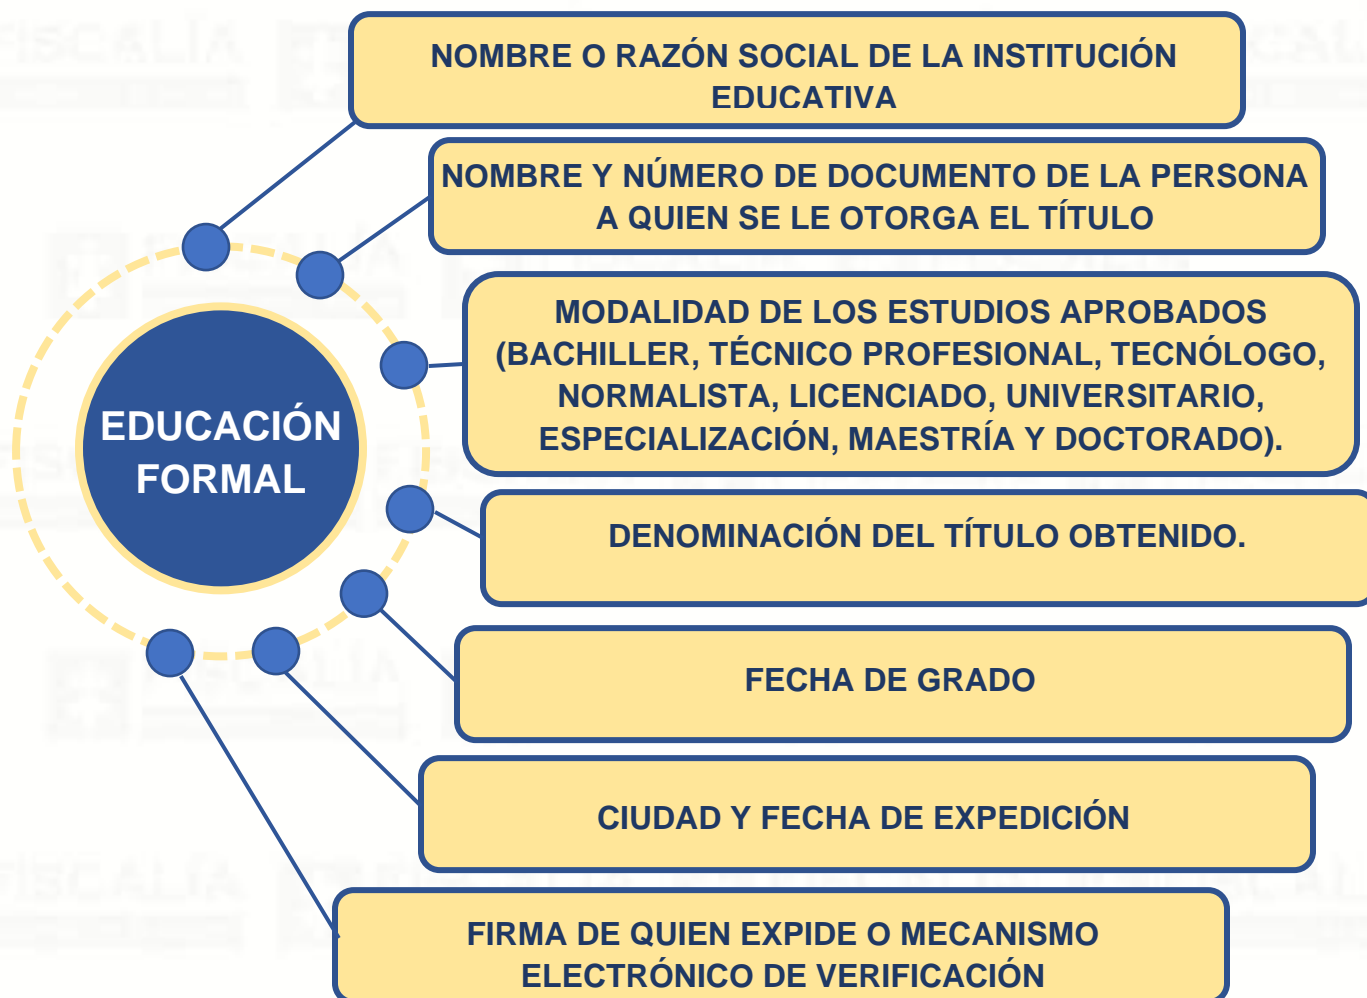 NOMBRE O RAZÓN SOCIAL DE LA INSTITUCIÓN
EDUCATIVA
NOMBRE Y NÚMERO DE DOCUMENTO DE LA PERSONA
A QUIEN SE LE OTORGA EL TÍTULO
MODALIDAD DE LOS ESTUDIOS APROBADOS
(BACHILLER, TÉCNICO PROFESIONAL, TECNÓLOGO,
NORMALISTA, LICENCIADO, UNIVERSITARIO,
ESPECIALIZACIÓN, MAESTRÍA Y DOCTORADO).
EDUCACIÓN
FORMAL
DENOMINACIÓN DEL TÍTULO OBTENIDO.
FECHA DE GRADO
CIUDAD Y FECHA DE EXPEDICIÓN
FIRMA DE QUIEN EXPIDE O MECANISMO
ELECTRÓNICO DE VERIFICACIÓN